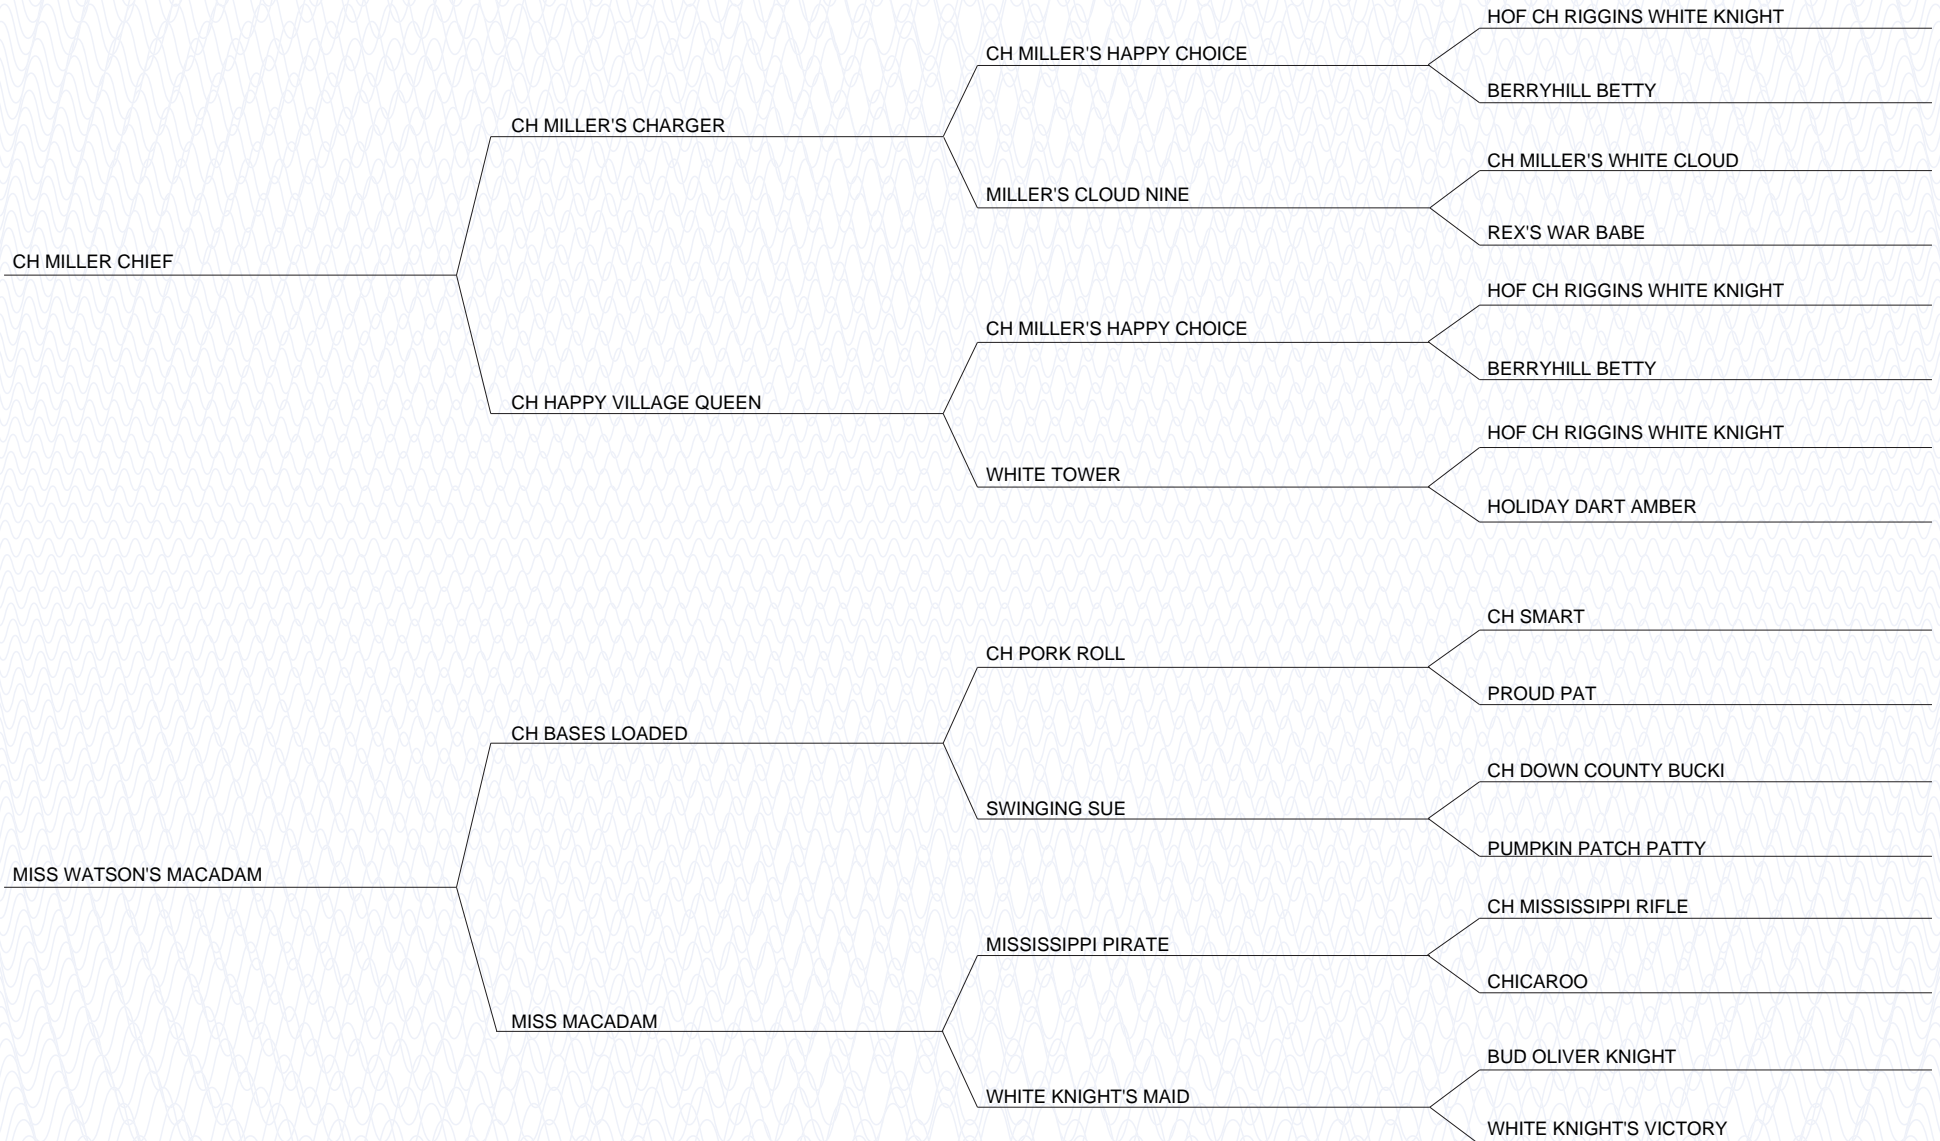 HOF CH RIGGINS WHITE KNIGHT
CH MILLER'S HAPPY CHOICE
BERRYHILL BETTY
CH MILLER'S CHARGER
CH MILLER'S WHITE CLOUD
MILLER'S CLOUD NINE
REX'S WAR BABE
CH MILLER CHIEF
HOF CH RIGGINS WHITE KNIGHT
CH MILLER'S HAPPY CHOICE
BERRYHILL BETTY
CH HAPPY VILLAGE QUEEN
HOF CH RIGGINS WHITE KNIGHT
WHITE TOWER
HOLIDAY DART AMBER
CH SMART
CH PORK ROLL
PROUD PAT
CH BASES LOADED
CH DOWN COUNTY BUCKI
SWINGING SUE
PUMPKIN PATCH PATTY
MISS WATSON'S MACADAM
CH MISSISSIPPI RIFLE
MISSISSIPPI PIRATE
CHICAROO
MISS MACADAM
BUD OLIVER KNIGHT
WHITE KNIGHT'S MAID
WHITE KNIGHT'S VICTORY